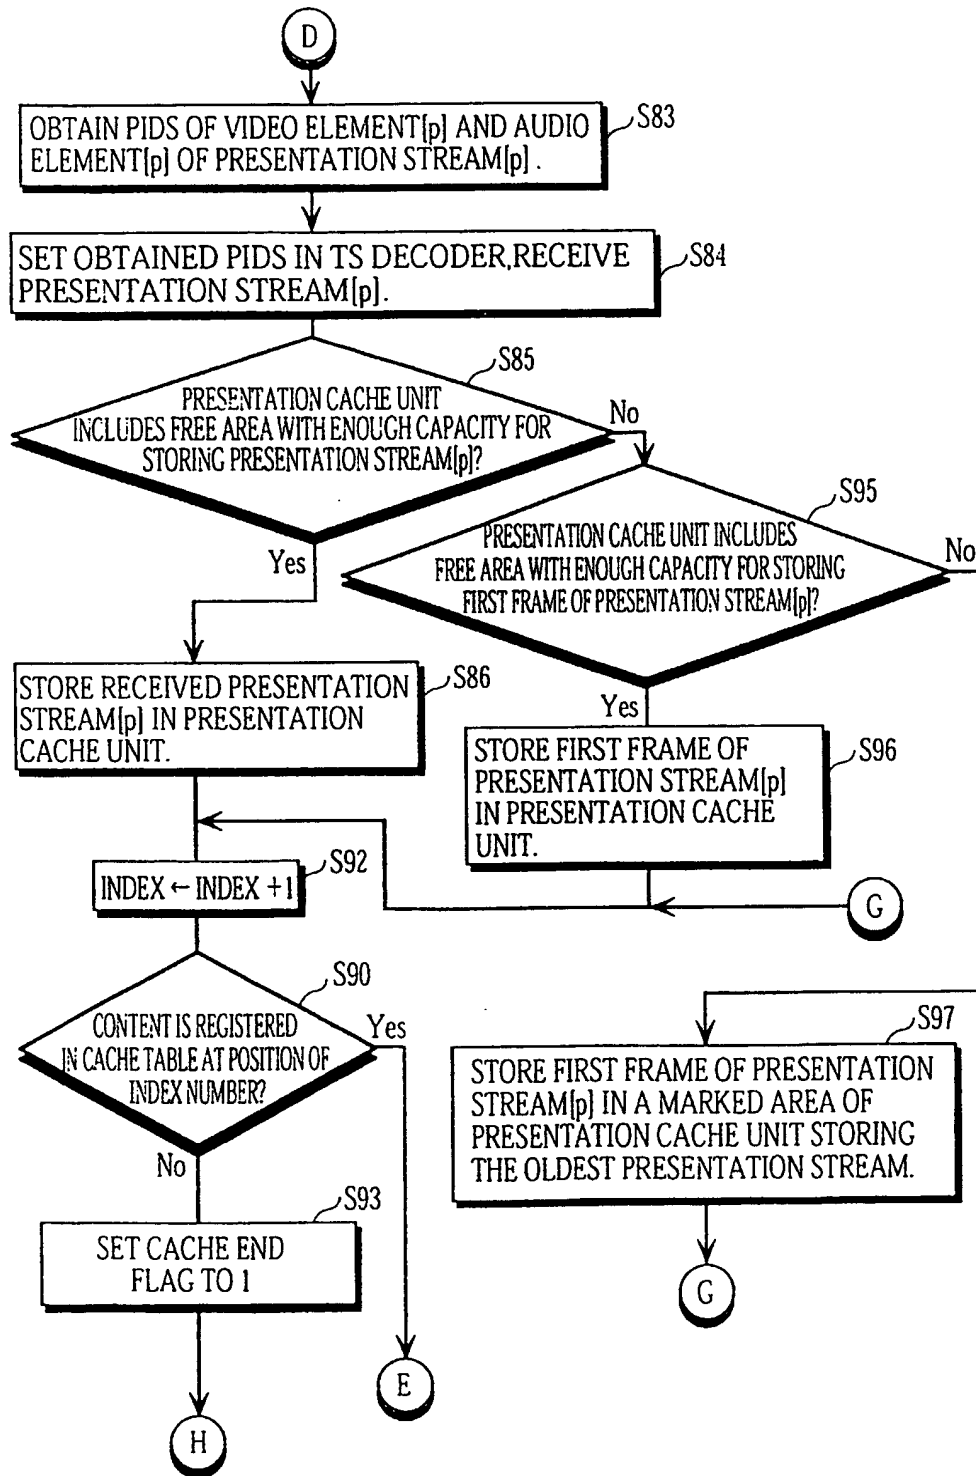 D
S83
OBTAIN PIDS OF VIDEO ELEMENT[p] AND AUDIO
ELEMENT[p] OF PRESENTATION STREAM[p] .
S84
SET OBTAINED PIDS IN TS DECODER,RECEIVE
PRESENTATION STREAM[p].
S85
PRESENTATION CACHE UNIT
INCLUDES FREE AREA WITH ENOUGH CAPACITY FOR
STORING PRESENTATION STREAM[p]?
No
Yes
S95
PRESENTATION CACHE UNIT INCLUDES
FREE AREA WITH ENOUGH CAPACITY FOR STORING
FIRST FRAME OF PRESENTATION STREAM[p]?
No
Yes
S86
STORE RECEIVED PRESENTATION
STREAM[p] IN PRESENTATION
CACHE UNIT.
S96
STORE FIRST FRAME OF
PRESENTATION STREAM[p]
IN PRESENTATION CACHE
UNIT.
S92
INDEX ← INDEX +1
G
S90
CONTENT IS REGISTERED
IN CACHE TABLE AT POSITION OF
INDEX NUMBER?
Yes
No
S97
STORE FIRST FRAME OF PRESENTATION
STREAM[p] IN A MARKED AREA OF
PRESENTATION CACHE UNIT STORING
THE OLDEST PRESENTATION STREAM.
S93
SET CACHE END
FLAG TO 1
G
E
H